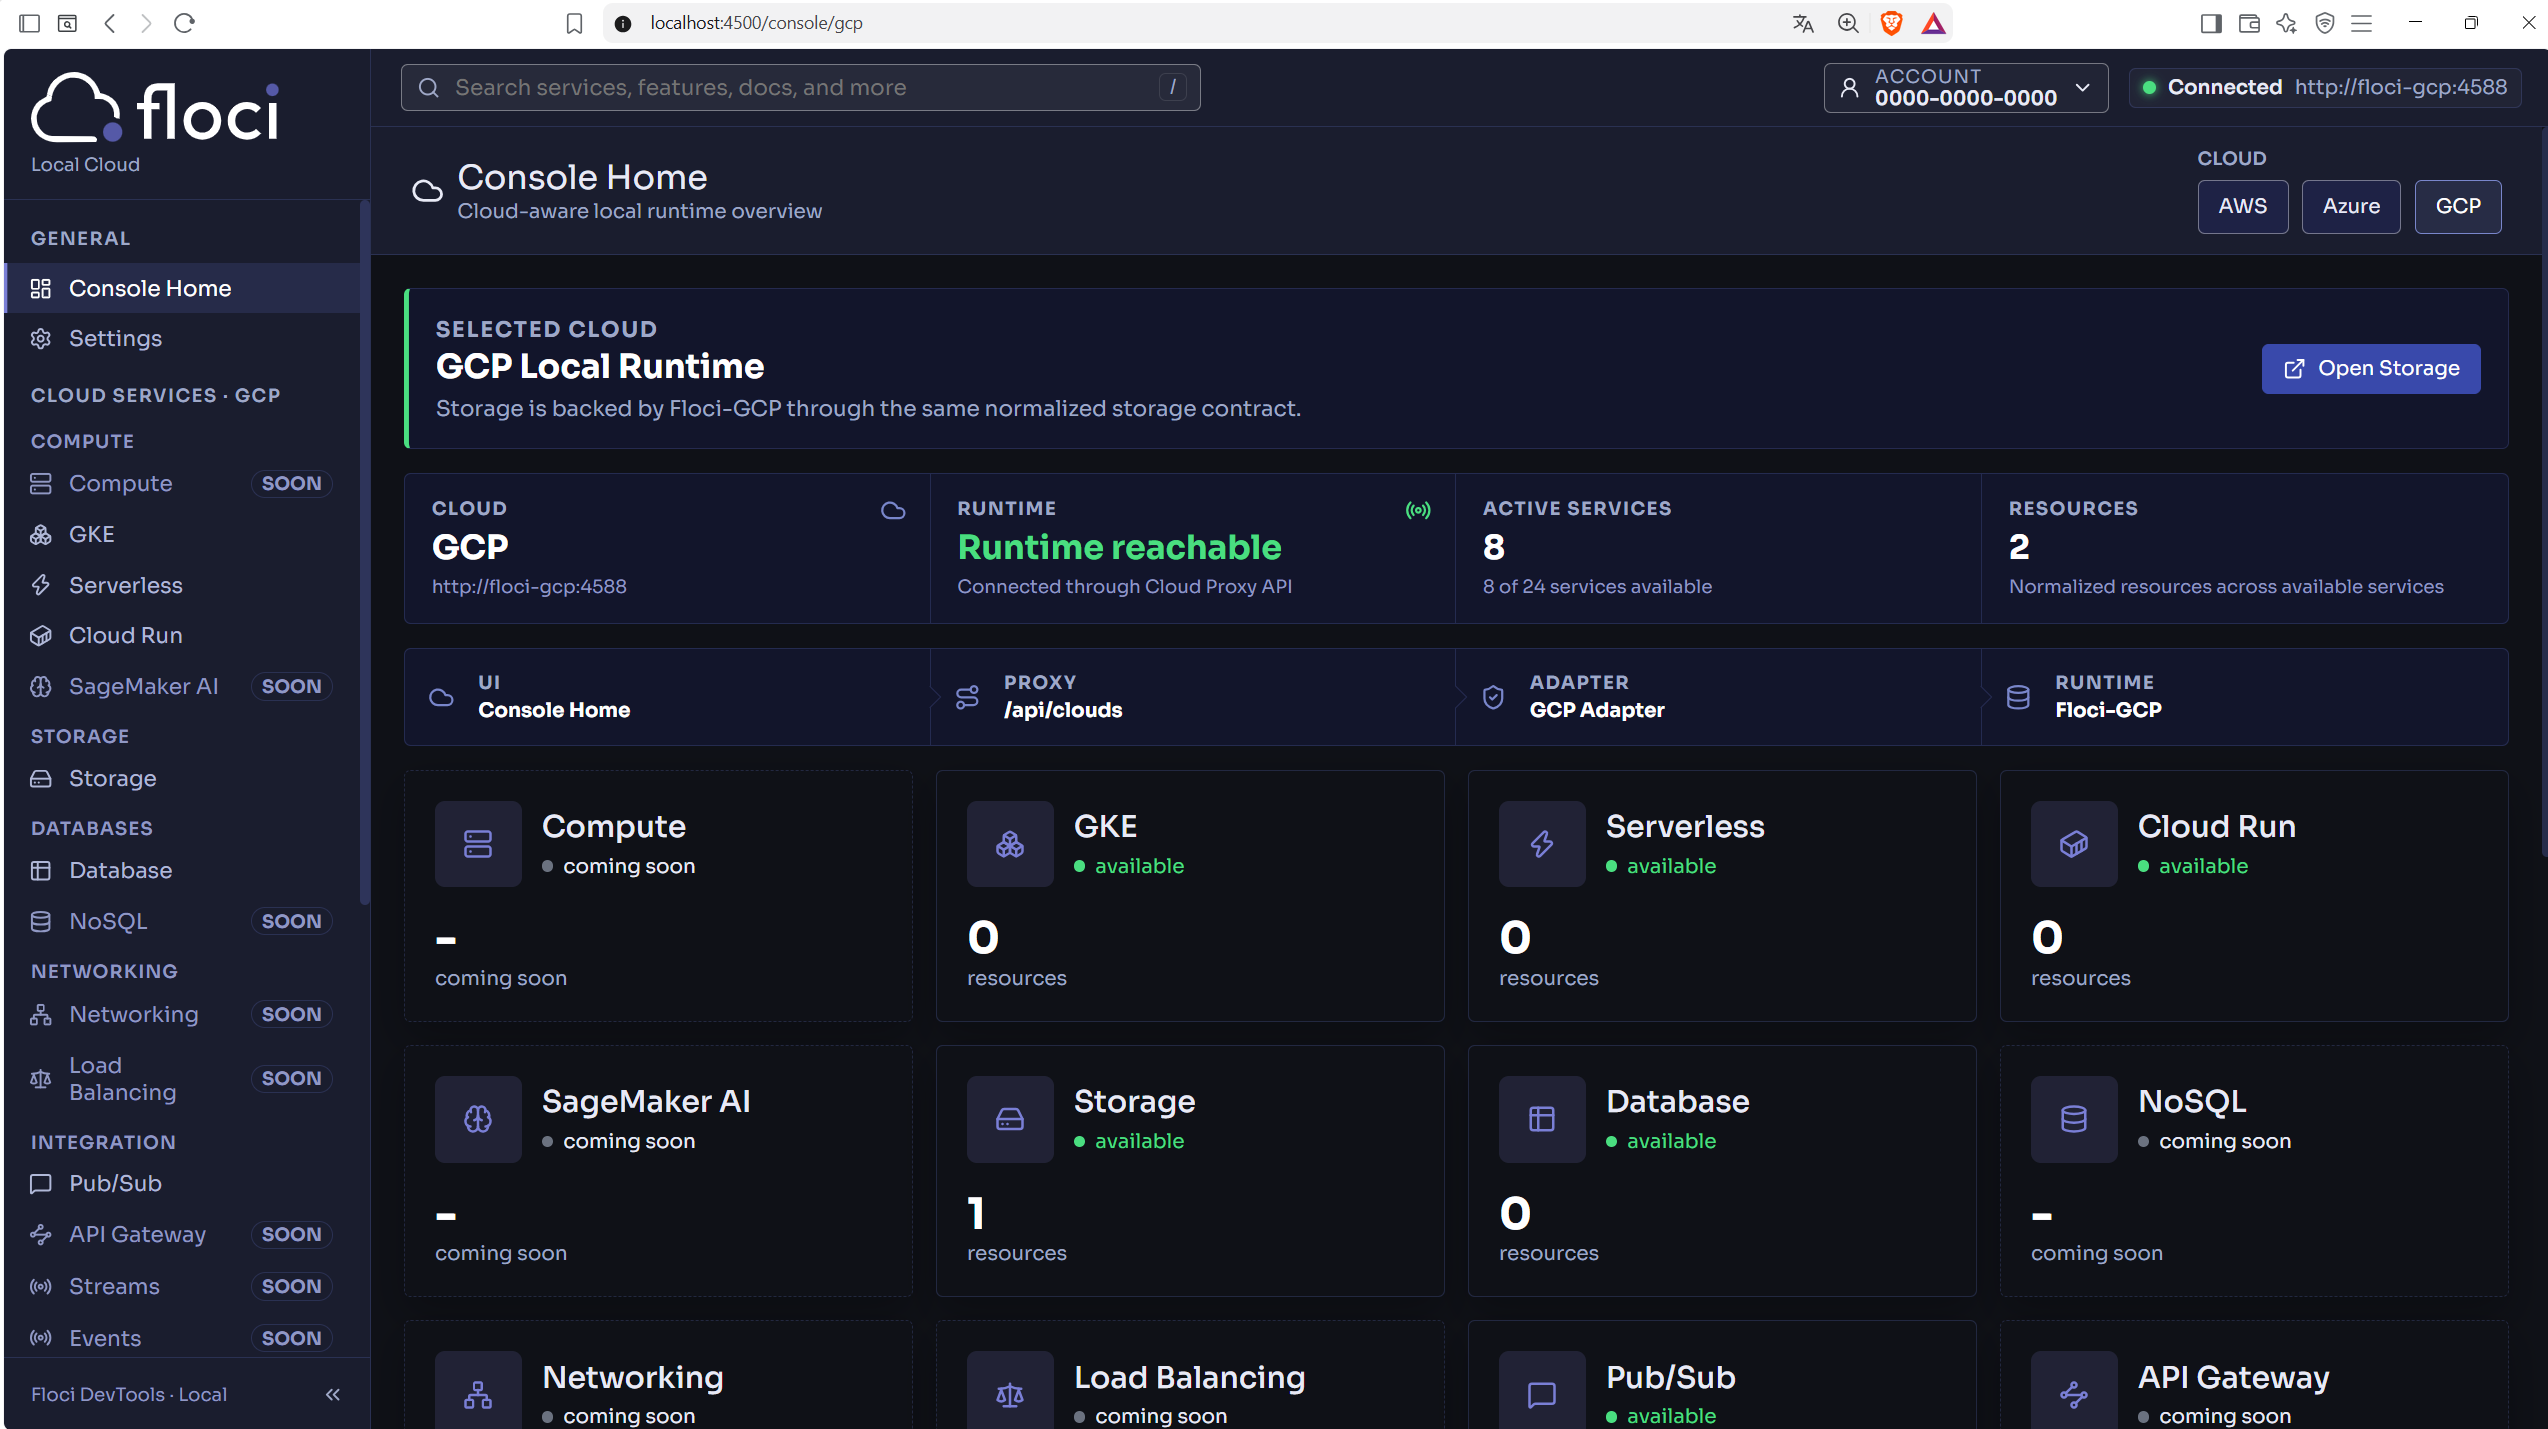 localhost:4500/console/gcp
floci
Local Cloud
Search services, features, docs, and more
/
ACCOUNT
0000-0000-0000
Connected http://floci-gcp:4588
Console Home
Cloud-aware local runtime overview
CLOUD
AWS
Azure
GCP
GENERAL
Console Home
Settings
CLOUD SERVICES · GCP
COMPUTE
Compute SOON
GKE
Serverless
Cloud Run
SageMaker AI SOON
STORAGE
Storage
DATABASES
Database
NoSQL SOON
NETWORKING
Networking SOON
Load
Balancing
SOON
INTEGRATION
Pub/Sub
API Gateway SOON
Streams SOON
Events SOON
Floci DevTools · Local
SELECTED CLOUD
GCP Local Runtime
Storage is backed by Floci-GCP through the same normalized storage contract.
Open Storage
CLOUD
GCP
http://floci-gcp:4588
RUNTIME
Runtime reachable
Connected through Cloud Proxy API
ACTIVE SERVICES
8
8 of 24 services available
RESOURCES
2
Normalized resources across available services
UI
Console Home
PROXY
/api/clouds
ADAPTER
GCP Adapter
RUNTIME
Floci-GCP
Compute
coming soon
-
coming soon
GKE
available
0
resources
Serverless
available
0
resources
Cloud Run
available
0
resources
SageMaker AI
coming soon
-
coming soon
Storage
available
1
resources
Database
available
0
resources
NoSQL
coming soon
-
coming soon
Networking
coming soon
Load Balancing
coming soon
Pub/Sub
available
API Gateway
coming soon